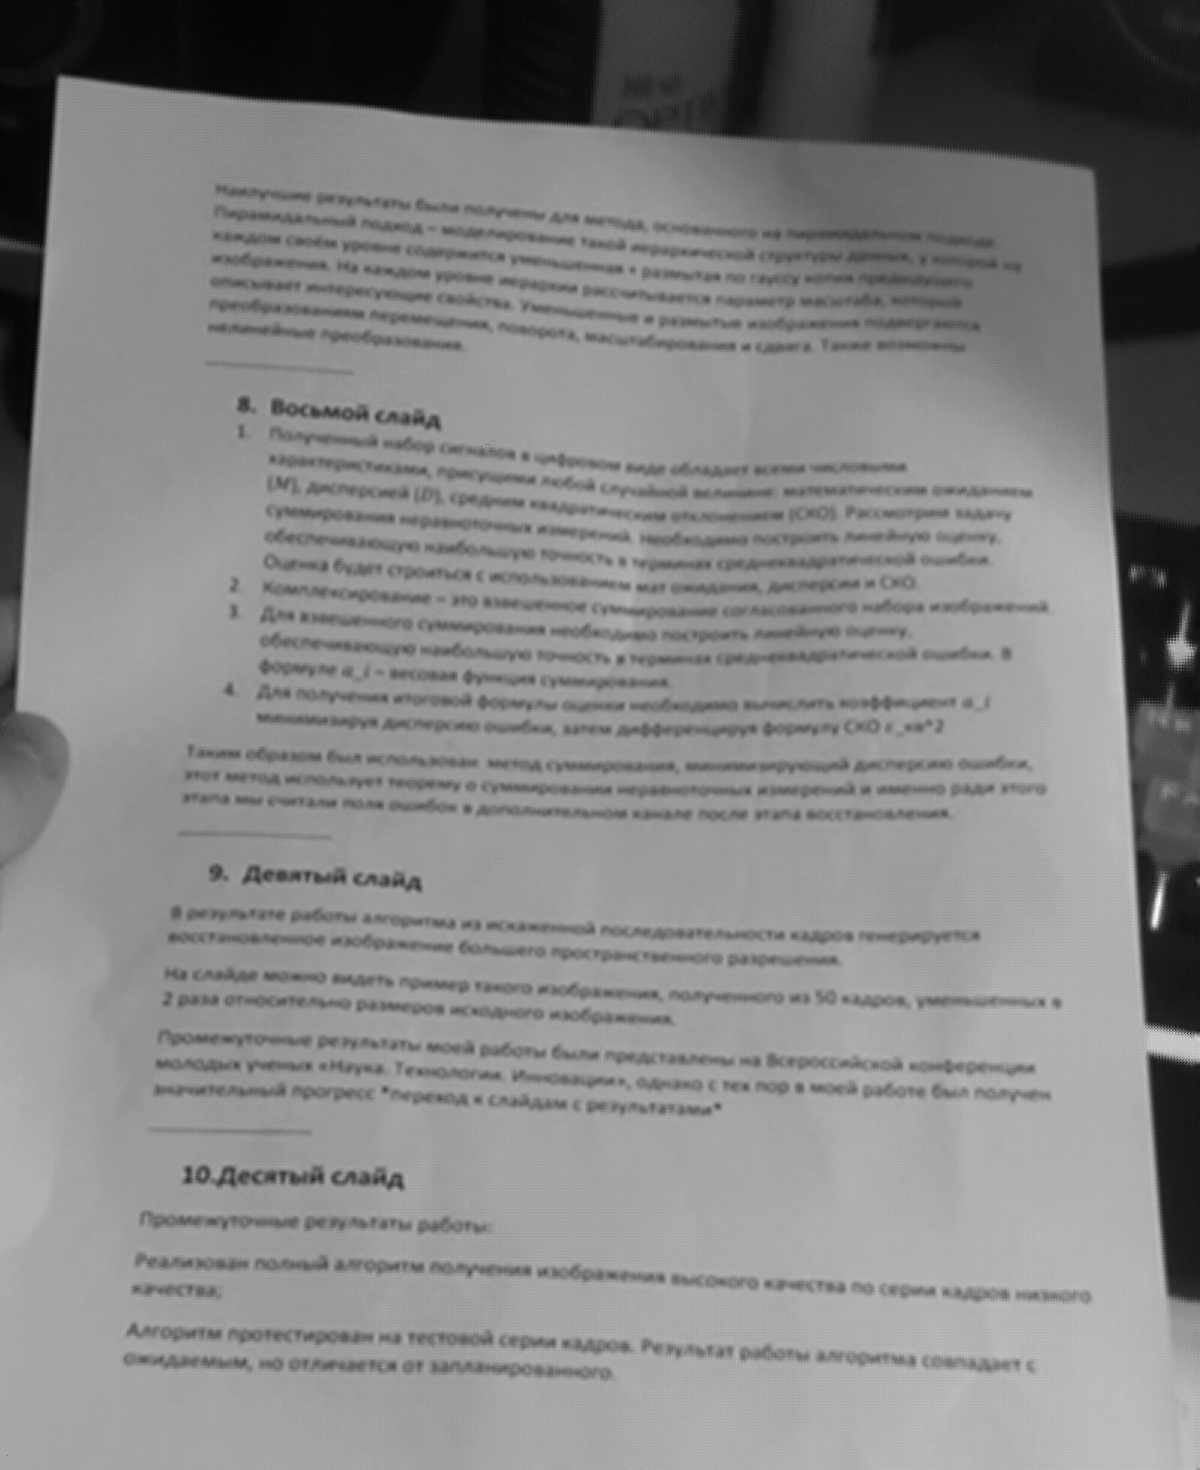 Наилучшие результаты были получены для метода, основанного на пирамидальном подходе.
Пирамидальный подход – моделирование такой иерархической структуры данных, у которой на
каждом своём уровне содержится уменьшенная и размытая по гауссу копия предыдущего
изображения. На каждом уровне иерархии рассчитывается параметр масштаба, который
описывает интересующие свойства. Уменьшенные и размытые изображения подвергаются
преобразованиям перемещения, поворота, масштабирования и сдвига. Также возможны
нелинейные преобразования.
8. Восьмой слайд
1. Полученный набор сигналов в цифровом виде обладает всеми числовыми
характеристиками, присущими любой случайной величине: математическим ожиданием
(M), дисперсией (D), средним квадратическим отклонением (СКО). Рассмотрим задачу
суммирования неравноточных измерений. Необходимо построить линейную оценку,
обеспечивающую наибольшую точность в терминах среднеквадратической ошибки.
Оценка будет строиться с использованием мат ожидания, дисперсии и СКО.
2. Комплексирование – это взвешенное суммирование согласованного набора изображений.
3. Для взвешенного суммирования необходимо построить линейную оценку,
обеспечивающую наибольшую точность в терминах среднеквадратической ошибки. В
формуле a_i – весовая функция суммирования.
4. Для получения итоговой формулы оценки необходимо вычислить коэффициент a_i
минимизируя дисперсию ошибки, затем дифференцируя формулу СКО ε_кв^2
Таким образом был использован метод суммирования, минимизирующий дисперсию ошибки,
этот метод использует теорему о суммировании неравноточных измерений и именно ради этого
этапа мы считали поля ошибок в дополнительном канале после этапа восстановления.
9. Девятый слайд
В результате работы алгоритма из искаженной последовательности кадров генерируется
восстановленное изображение большего пространственного разрешения.
На слайде можно видеть пример такого изображения, полученного из 50 кадров, уменьшенных в
2 раза относительно размеров исходного изображения.
Промежуточные результаты моей работы были представлены на Всероссийской конференции
молодых ученых «Наука. Технологии. Инновации», однако с тех пор в моей работе был получен
значительный прогресс *переход к слайдам с результатами*
10.Десятый слайд
Промежуточные результаты работы:
Реализован полный алгоритм получения изображения высокого качества по серии кадров низкого
качества;
Алгоритм протестирован на тестовой серии кадров. Результат работы алгоритма совпадает с
ожидаемым, но отличается от запланированного.